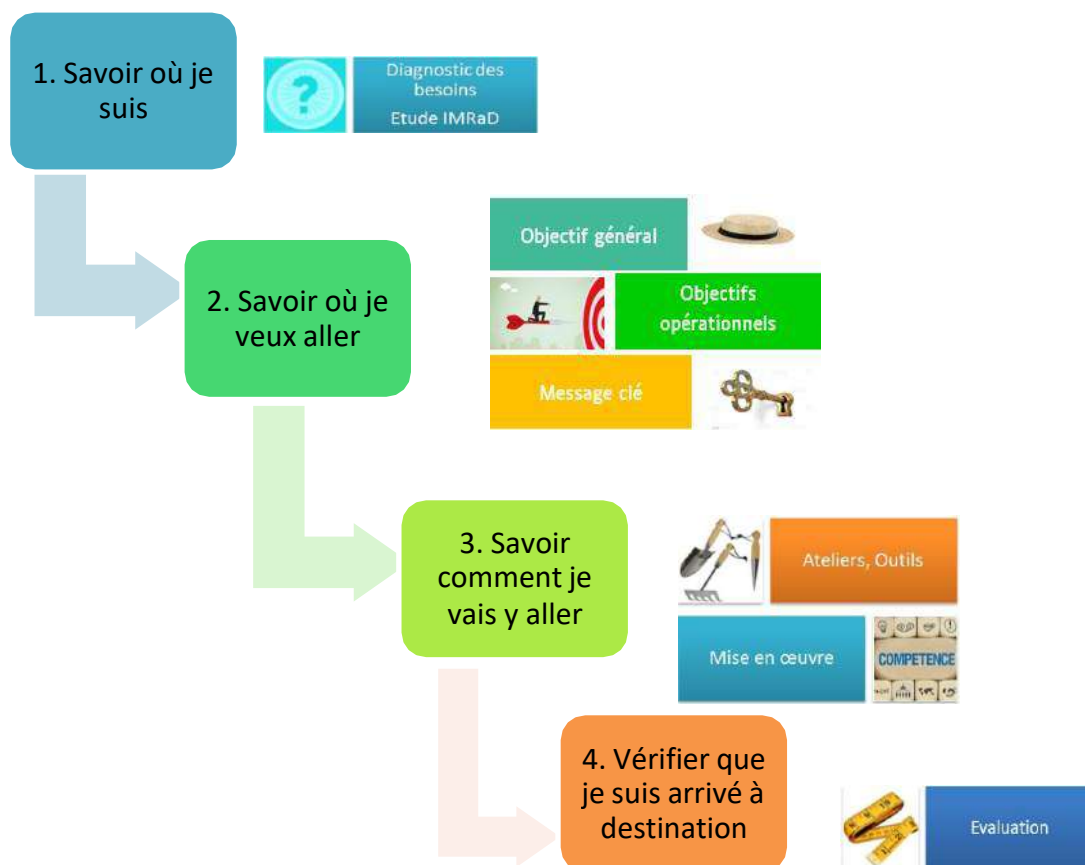 1. Savoir où je
suis
?
Diagnostic des
besoins
Etude IMRaD
2. Savoir où je
veux aller
Objectif général
Objectifs
opérationnels
Message clé
3. Savoir
comment je
vais y aller
Ateliers, Outils
Mise en œuvre
COMPETENCE
4. Vérifier que
je suis arrivé à
destination
Evaluation